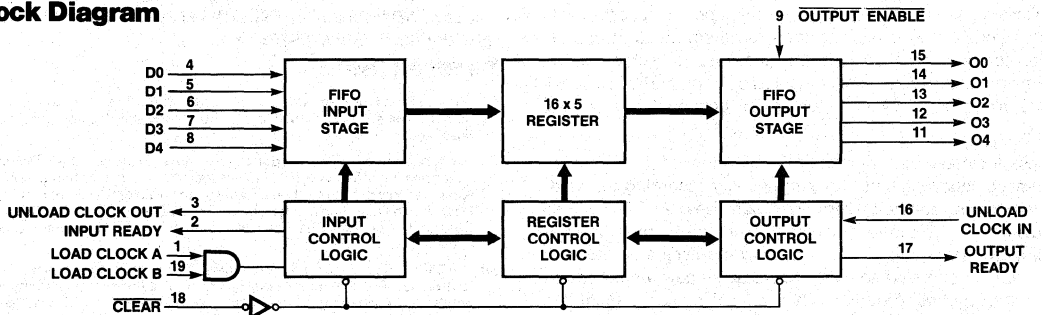 ock Diagram
9 OUTPUT ENABLE
D0 4
D1 5
D2 6
D3 7
D4 8
FIFO
INPUT
STAGE
16 x 5
REGISTER
FIFO
OUTPUT
STAGE
15 O0
14 O1
13 O2
12 O3
11 O4
UNLOAD CLOCK OUT 3
INPUT READY 2
LOAD CLOCK A 1
LOAD CLOCK B 19
CLEAR 18
INPUT
CONTROL
LOGIC
REGISTER
CONTROL
LOGIC
OUTPUT
CONTROL
LOGIC
16 UNLOAD
CLOCK IN
17 OUTPUT
READY